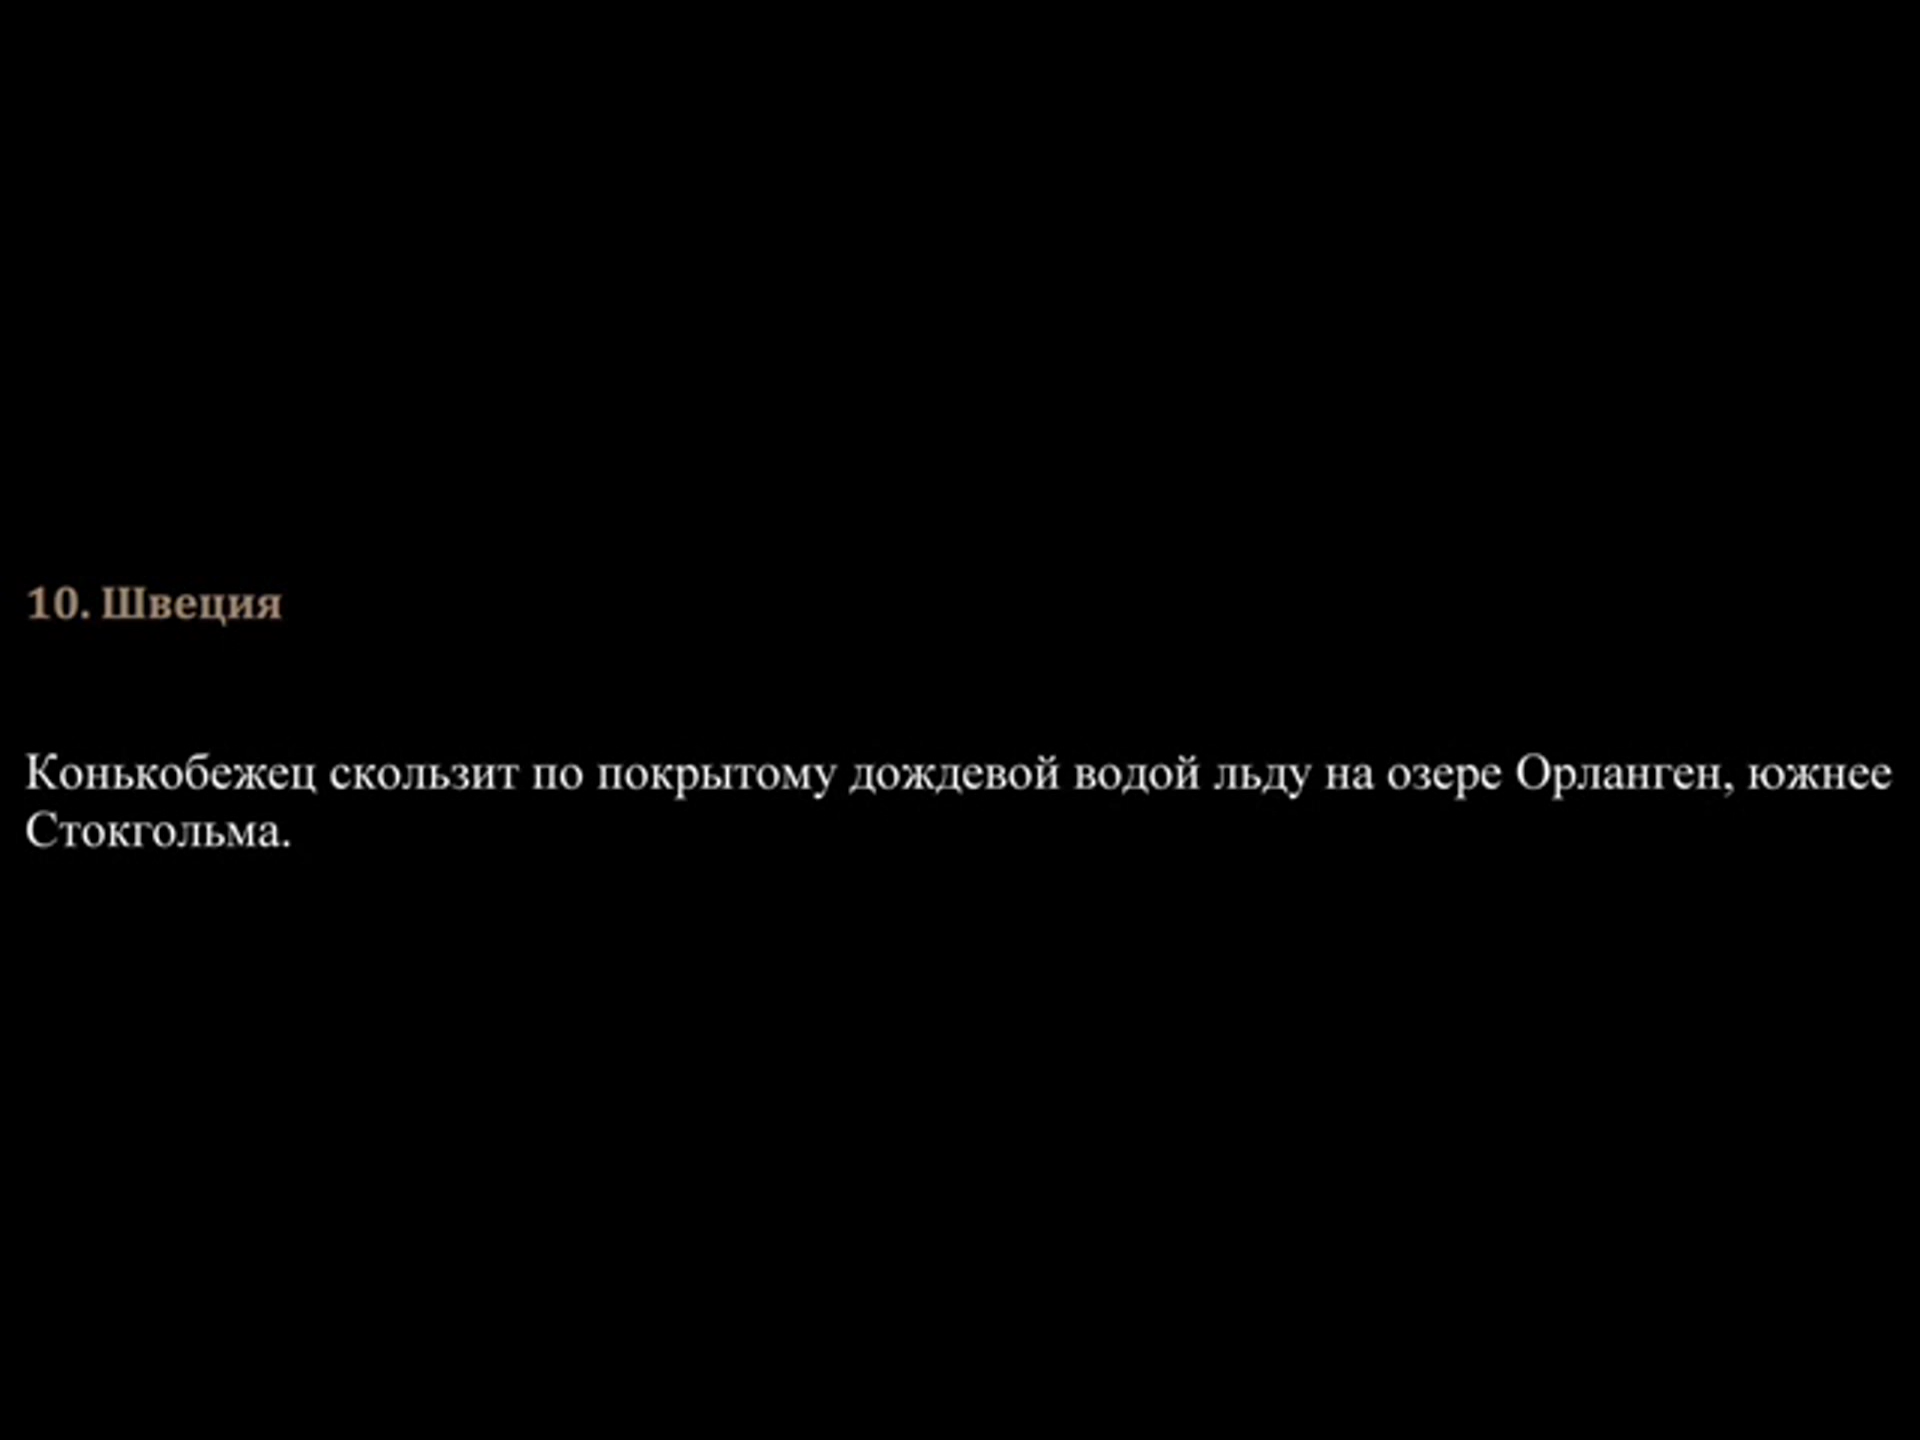 10. Швеция
Конькобежец скользит по покрытому дождевой водой льду на озере Орланген, южнее
Стокгольма.